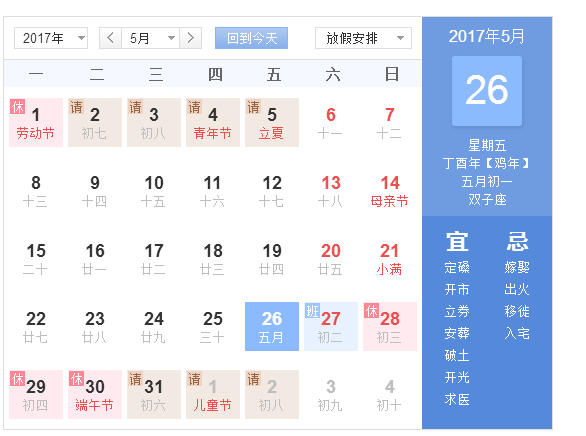 2017年 5月 回到今天 放假安排
一 二 三 四 五 六 日
休 1 请 2 请 3 请 4 请 5 6 7
劳动节 初七 初八 青年节 立夏 十一 十二
8 9 10 11 12 13 14
十三 十四 十五 十六 十七 十八 母亲节
15 16 17 18 19 20 21
二十 廿一 廿二 廿三 廿四 廿五 小满
22 23 24 25 26 班 27 休 28
廿七 廿八 廿九 三十 五月 初二 初三
休 29 休 30 请 31 请 1 请 2 3 4
初四 端午节 初六 儿童节 初八 初九 初十
2017年5月
26
星期五
丁酉年【鸡年】
五月初一
双子座
宜 忌
定磉 嫁娶
开市 出火
立券 移徙
安葬 入宅
破土
开光
求医